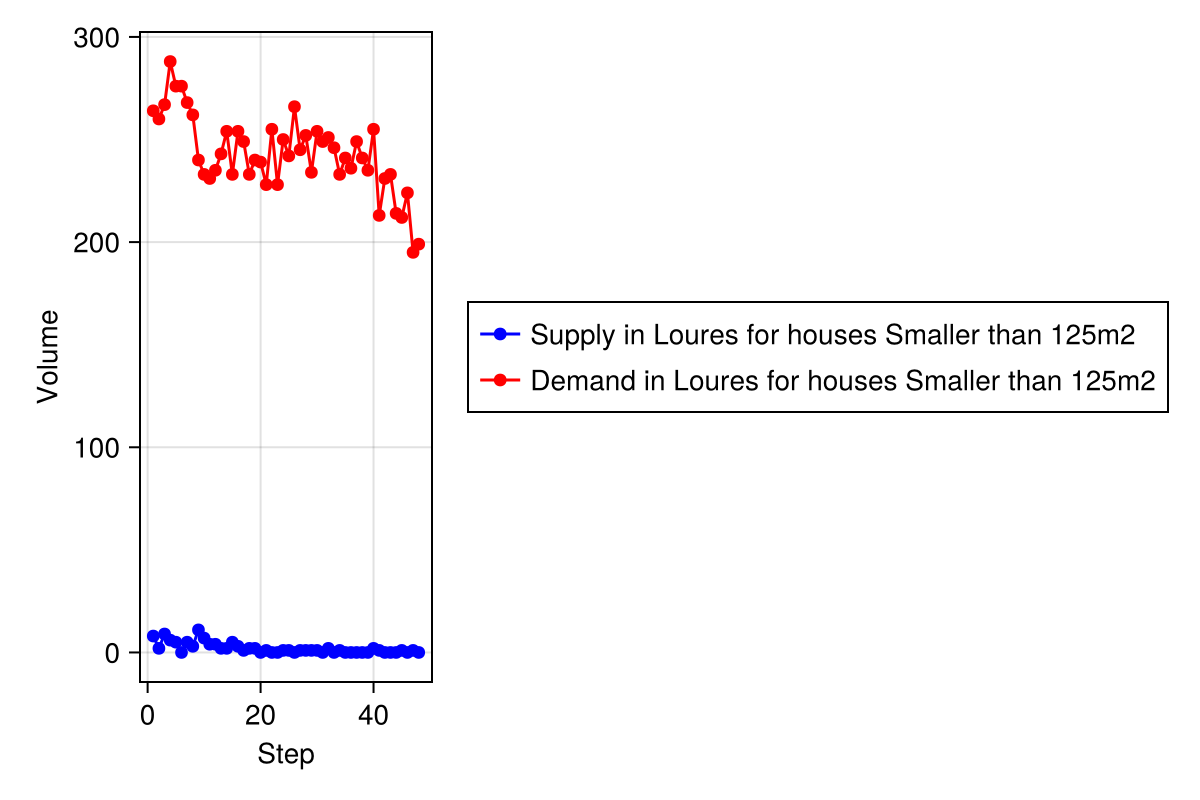 300
200
100
0
Volume
0 20 40
Step
Supply in Loures for houses Smaller than 125m2
Demand in Loures for houses Smaller than 125m2